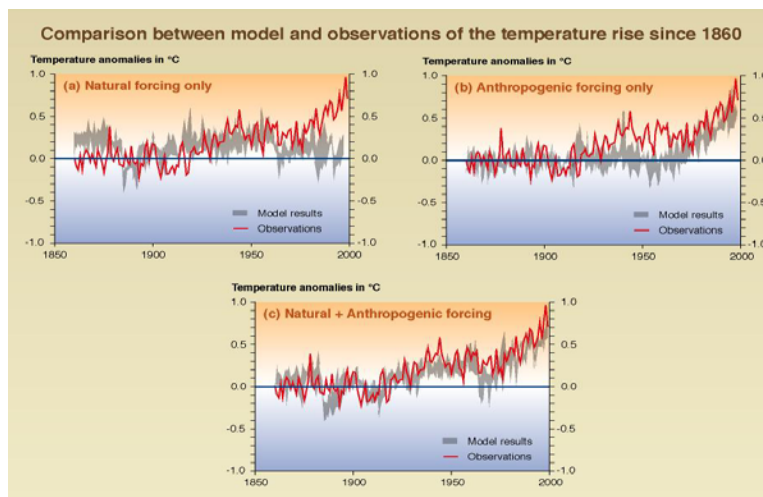 Comparison between model and observations of the temperature rise since 1860
Temperature anomalies in °C
(a) Natural forcing only
1.0
0.5
0.0
-0.5
-1.0
1.0
0.5
0.0
-0.5
-1.0
Model results
Observations
1850 1900 1950 2000
Temperature anomalies in °C
(b) Anthropogenic forcing only
1.0
0.5
0.0
-0.5
-1.0
1.0
0.5
0.0
-0.5
-1.0
Model results
Observations
1850 1900 1950 2000
Temperature anomalies in °C
(c) Natural + Anthropogenic forcing
1.0
0.5
0.0
-0.5
-1.0
1.0
0.5
0.0
-0.5
-1.0
Model results
Observations
1850 1900 1950 2000